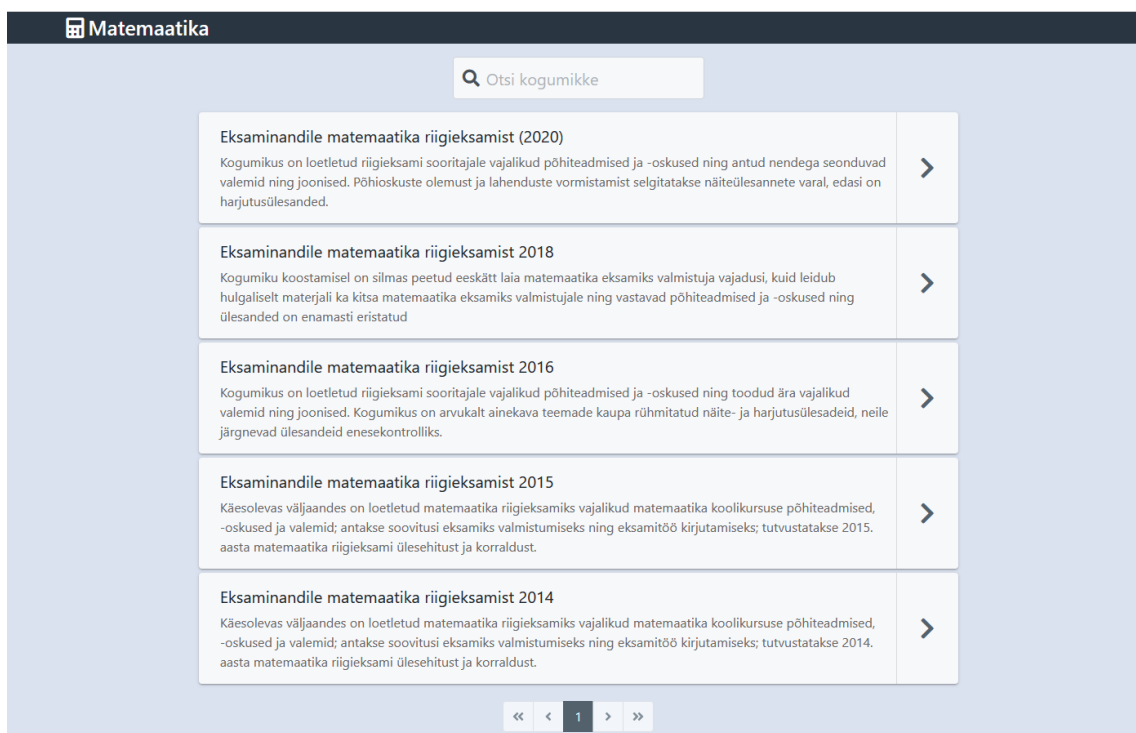 Matemaatika
Otsi kogumikke
Eksaminandile matemaatika riigieksamist (2020)
Kogumikus on loetletud riigieksami sooritajale vajalikud põhiteadmised ja -oskused ning antud nendega seonduvad
valemid ning joonised. Põhioskuste olemust ja lahenduste vormistamist selgitatakse näiteülesannete varal, edasi on
harjutusülesanded.
Eksaminandile matemaatika riigieksamist 2018
Kogumiku koostamisel on silmas peetud eeskätt laia matemaatika eksamiks valmistuja vajadusi, kuid leidub
hulgaliselt materjali ka kitsa matemaatika eksamiks valmistujale ning vastavad põhiteadmised ja -oskused ning
ülesanded on enamasti eristatud
Eksaminandile matemaatika riigieksamist 2016
Kogumikus on loetletud riigieksami sooritajale vajalikud põhiteadmised ja -oskused ning toodud ära vajalikud
valemid ning joonised. Kogumikus on arvukalt ainekava teemade kaupa rühmitatud näite- ja harjutusülesadeid, neile
järgnevad ülesandeid enesekontrolliks.
Eksaminandile matemaatika riigieksamist 2015
Käesolevas väljaandes on loetletud matemaatika riigieksamiks vajalikud matemaatika koolikursuse põhiteadmised,
-oskused ja valemid; antakse soovitusi eksamiks valmistumiseks ning eksamitöö kirjutamiseks; tutvustatakse 2015.
aasta matemaatika riigieksami ülesehitust ja korraldust.
Eksaminandile matemaatika riigieksamist 2014
Käesolevas väljaandes on loetletud matemaatika riigieksamiks vajalikud matemaatika koolikursuse põhiteadmised,
-oskused ja valemid; antakse soovitusi eksamiks valmistumiseks ning eksamitöö kirjutamiseks; tutvustatakse 2014.
aasta matemaatika riigieksami ülesehitust ja korraldust.
« ‹ 1 › »